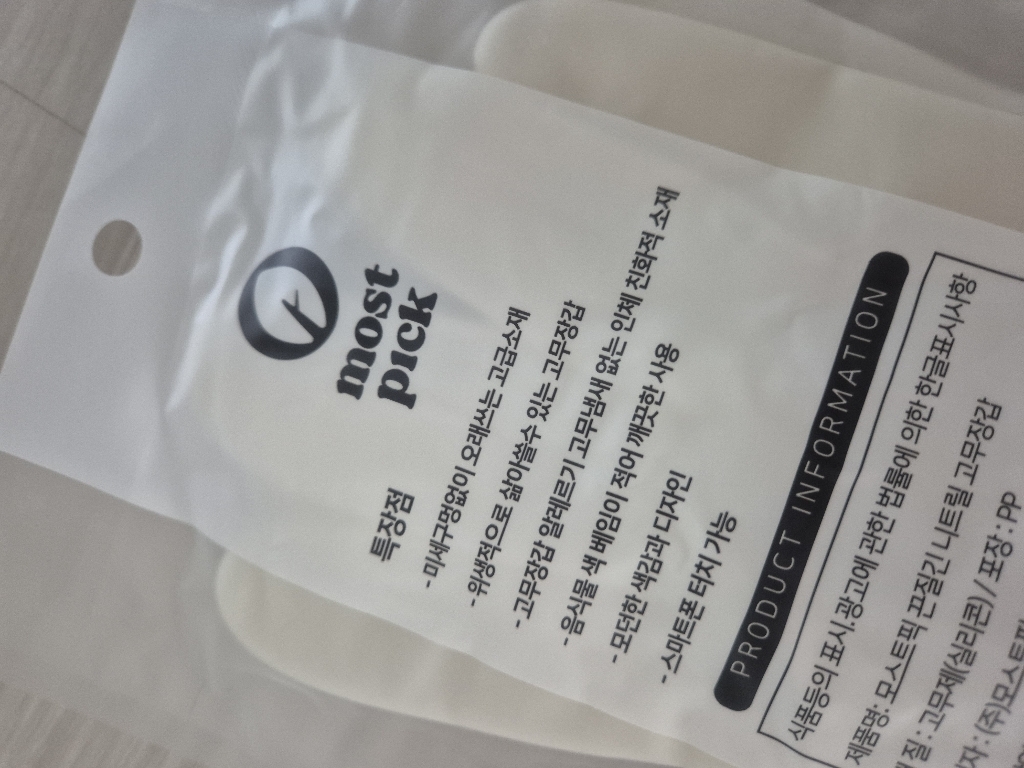 most
pick
특장점
- 미세구멍없이 오래쓰는 고급소재
- 위생적으로 삶아쓸수 있는 고무장갑
- 고무장갑 알레르기 고무냄새 없는 인체 친화적 소재
- 음식물 색 베임이 적어 깨끗한 사용
- 모던한 색감과 디자인
- 스마트폰 터치 가능
PRODUCT INFORMATION
식품등의 표시.광고에 관한 법률에 의한 한글표시사항
제품명: 모스트픽 끈질긴 니트릴 고무장갑
질 : 고무제(실리콘) / 포장 : PP
자 : (주)모스트픽